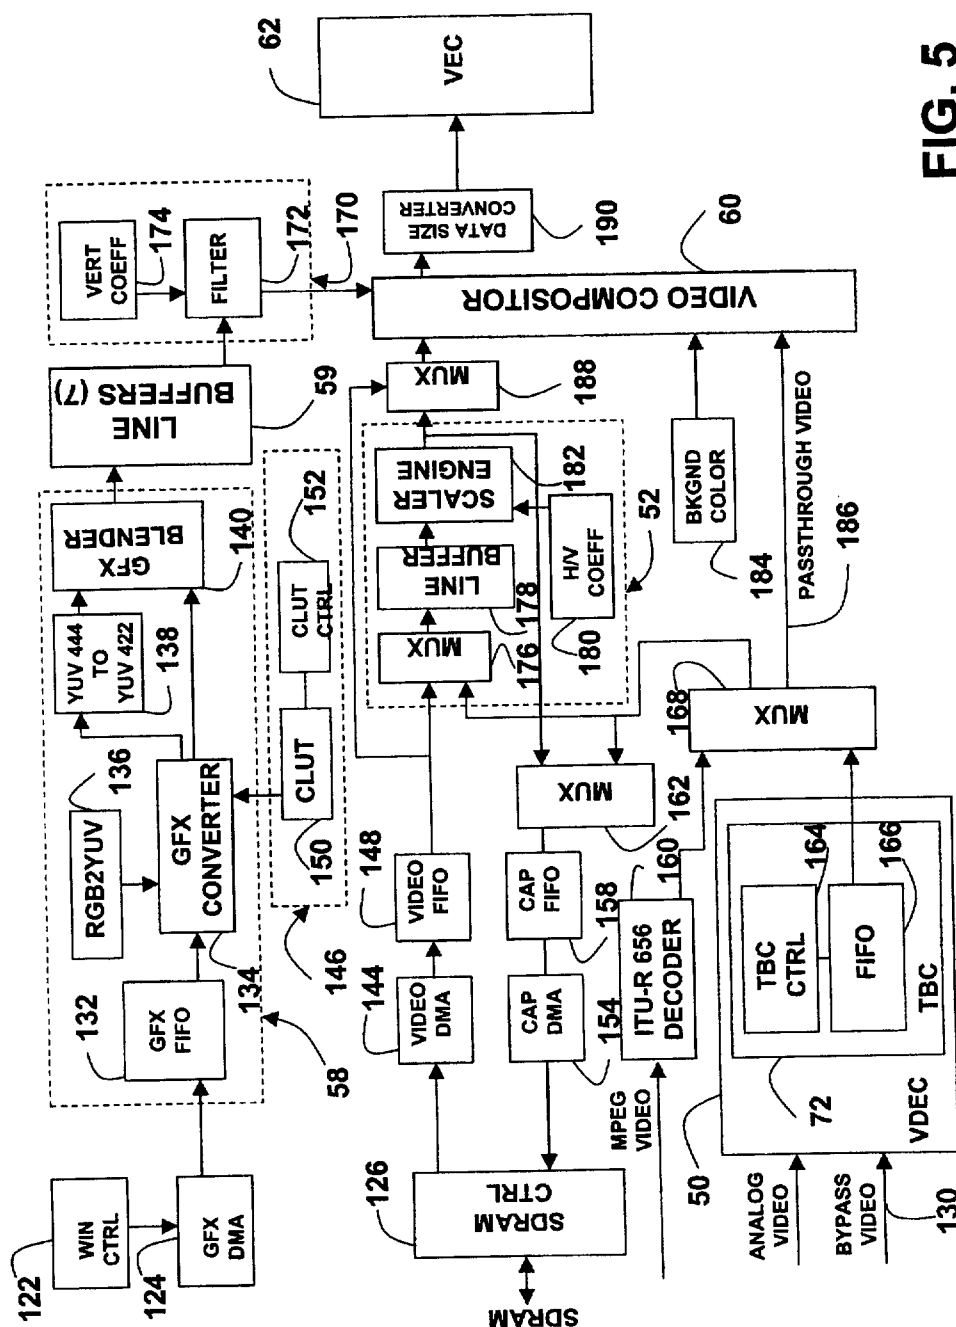 FIG. 5
122
WIN
CTRL
124
GFX
DMA
132
GFX
FIFO
134
GFX
CONVERTER
RGB2YUV
136
YUV 444
TO
YUV 422
138
GFX
BLENDER
140
58
LINE
BUFFERS (7)
59
VERT
COEFF
174
FILTER
172
170
62
VEC
146
CLUT
150
CLUT
CTRL
152
SDRAM
126
SDRAM
CTRL
144
VIDEO
DMA
148
VIDEO
FIFO
MUX
176
LINE
BUFFER
178
SCALER
ENGINE
182
H/V
COEFF
180
52
MUX
188
VIDEO COMPOSITOR
60
DATA SIZE
CONVERTER
190
CAP
DMA
154
CAP
FIFO
158
MUX
162
MPEG
VIDEO
ITU-R 656
DECODER
160
168
MUX
BKGND
COLOR
184
PASSTHROUGH VIDEO
186
50
ANALOG
VIDEO
BYPASS
VIDEO
130
VDEC
72
TBC
TBC
CTRL
164
FIFO
166